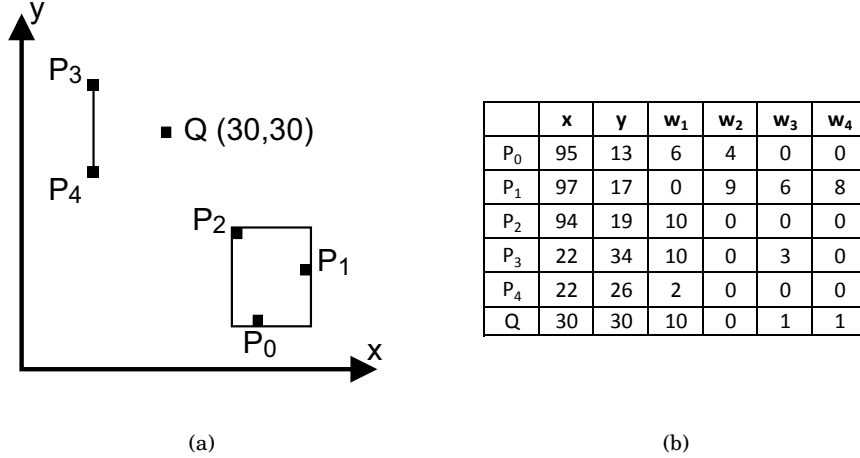 y
P3
Q (30,30)
P4
P2
P1
P0
x
(a)
x y w1 w2 w3 w4
P0 95 13 6 4 0 0
P1 97 17 0 9 6 8
P2 94 19 10 0 0 0
P3 22 34 10 0 3 0
P4 22 26 2 0 0 0
Q 30 30 10 0 1 1
(b)